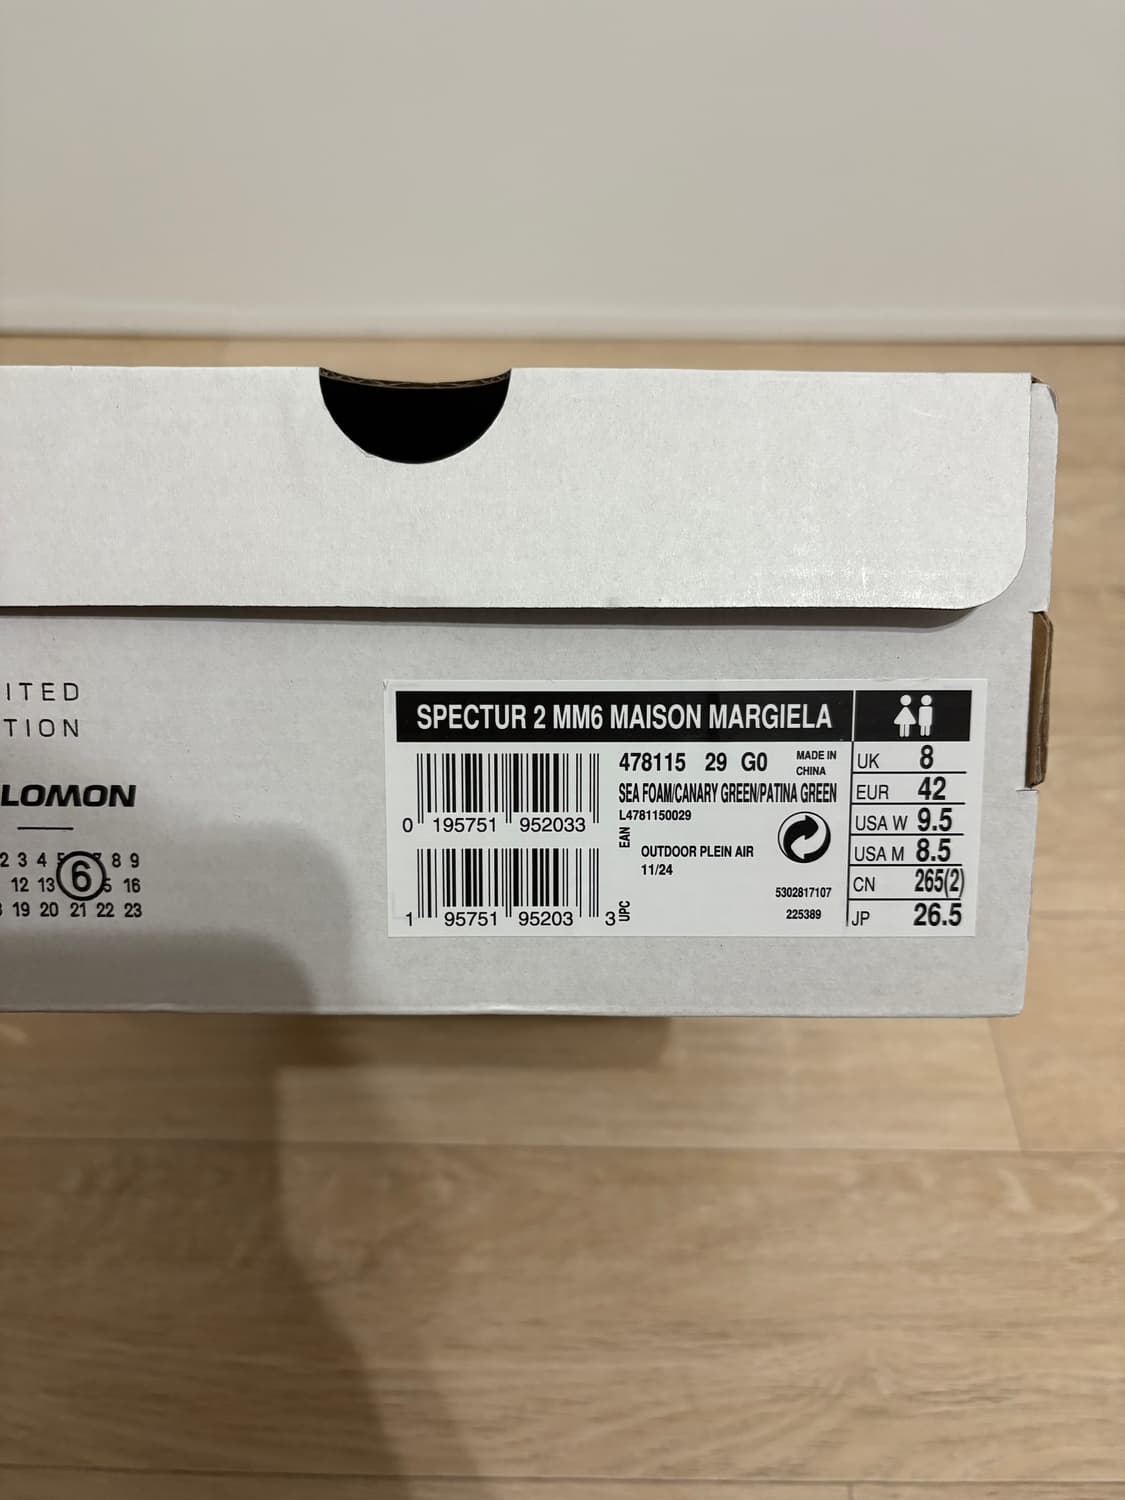 ITED
TION
LOMON
2 3 4 5 6 7 8 9
12 13 16
19 20 21 22 23
SPECTUR 2 MM6 MAISON MARGIELA
478115 29 G0 MADE IN CHINA
SEA FOAM/CANARY GREEN/PATINA GREEN
L4781150029
0 195751 952033
EAN
OUTDOOR PLEIN AIR
11/24
5302817107
225389
1 95751 95203 3
UPC
UK 8
EUR 42
USA W 9.5
USA M 8.5
CN 265(2)
JP 26.5